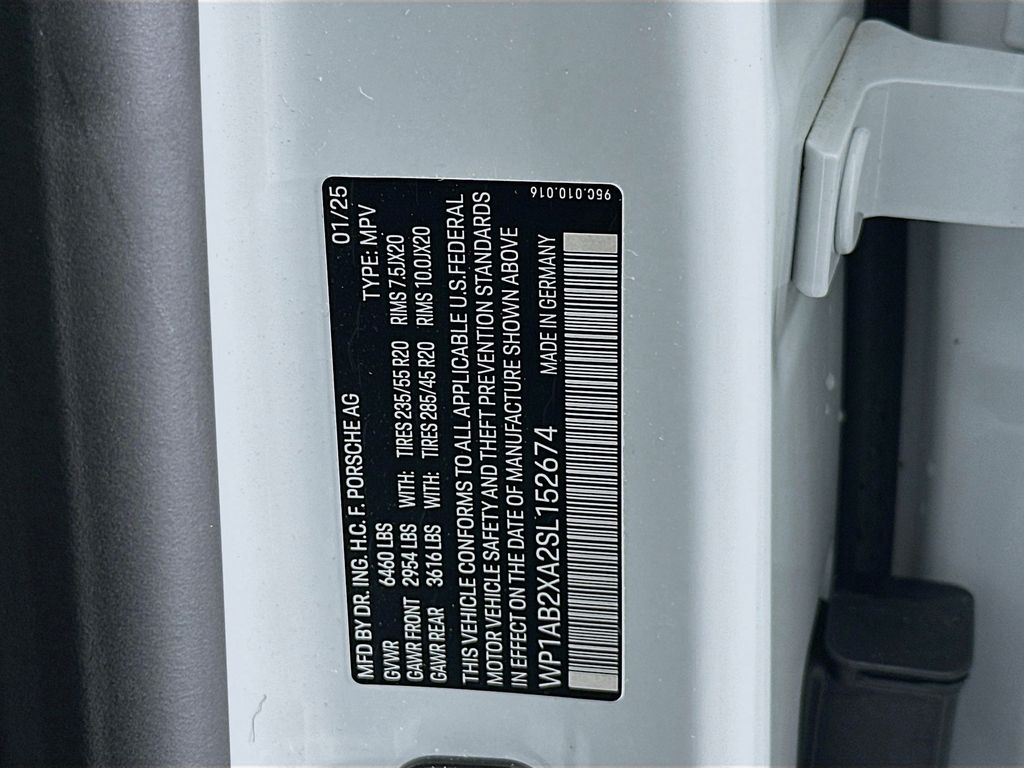 MFD BY DR. ING. H.C. F. PORSCHE AG 01/25
GVWR 6460 LBS TYPE: MPV
GAWR FRONT 2954 LBS WITH: TIRES 235/55 R20 RIMS 7.5JX20
GAWR REAR 3616 LBS WITH: TIRES 285/45 R20 RIMS 10.0JX20
THIS VEHICLE CONFORMS TO ALL APPLICABLE U.S.FEDERAL
MOTOR VEHICLE SAFETY AND THEFT PREVENTION STANDARDS
IN EFFECT ON THE DATE OF MANUFACTURE SHOWN ABOVE
WP1AB2XA2SL152674 MADE IN GERMANY
95C.010.016